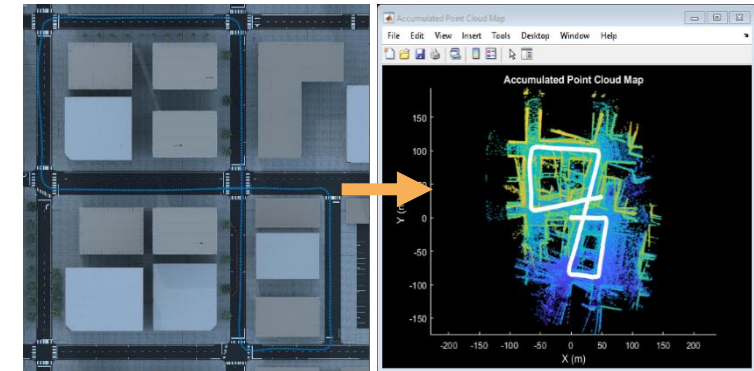 Accumulated Point Cloud Map
File Edit View Insert Tools Desktop Window Help
Accumulated Point Cloud Map
150
100
50
0
-50
-100
-150
Y (m)
-200 -150 -100 -50 0 50 100 150 200
X (m)